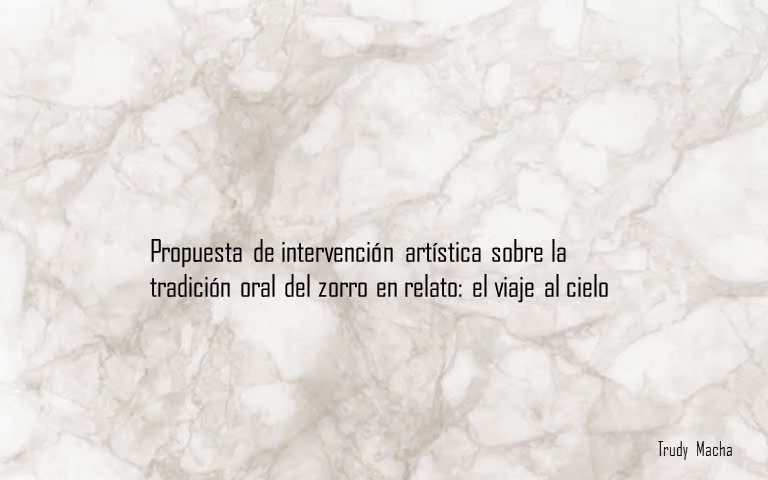 Propuesta de intervención artística sobre la
tradición oral del zorro en relato: el viaje al cielo
Trudy Macha